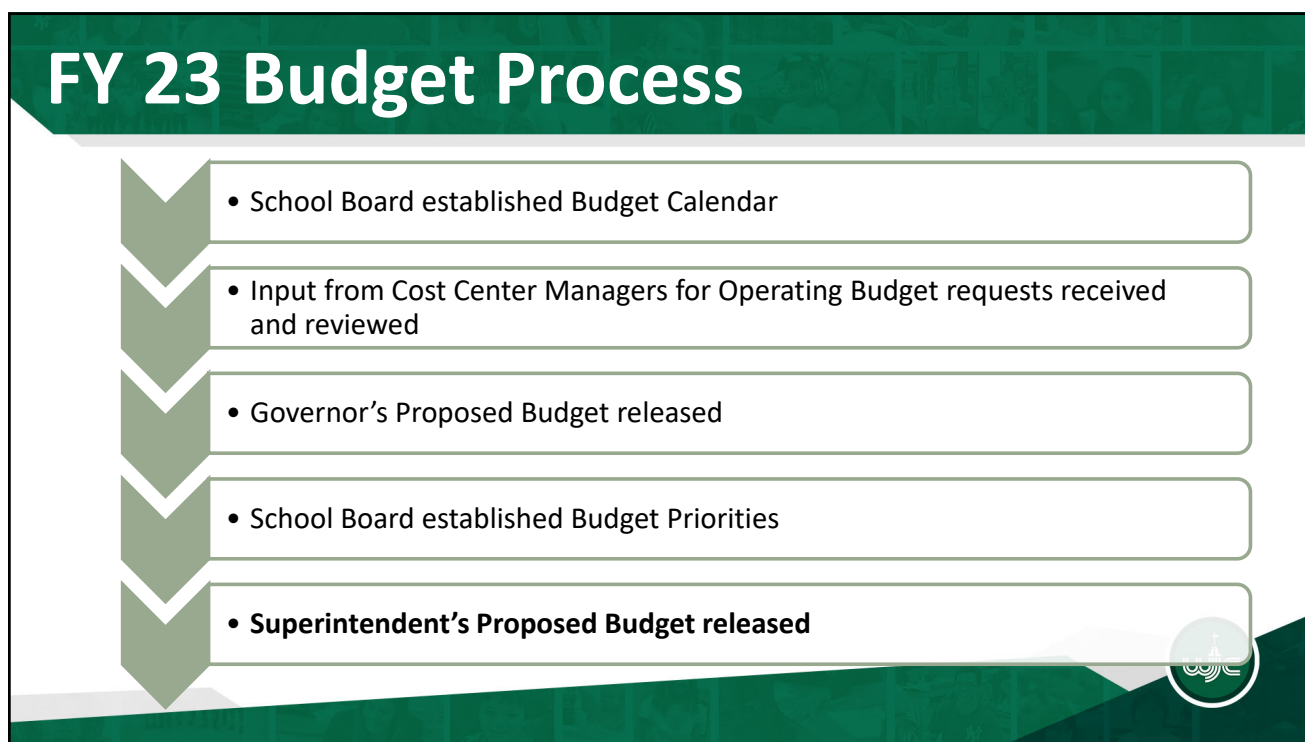 FY 23 Budget Process
• School Board established Budget Calendar
• Input from Cost Center Managers for Operating Budget requests received
and reviewed
• Governor’s Proposed Budget released
• School Board established Budget Priorities
• Superintendent’s Proposed Budget released